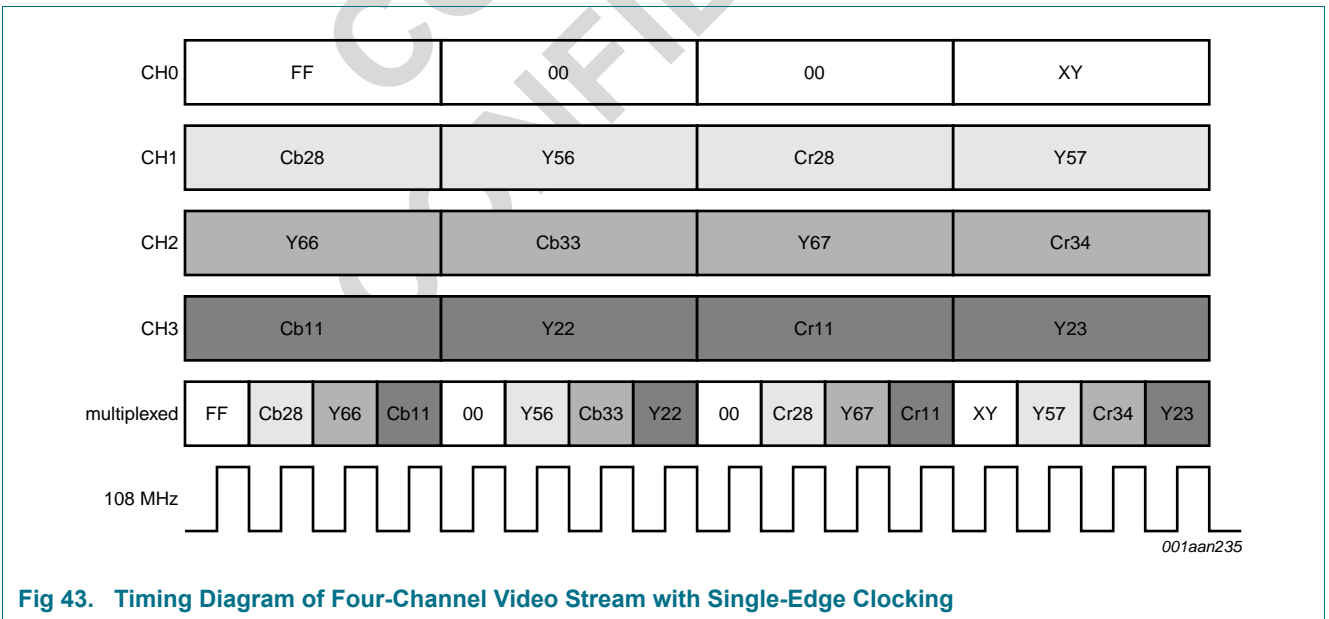 CH0 FF 00 00 XY
CH1 Cb28 Y56 Cr28 Y57
CH2 Y66 Cb33 Y67 Cr34
CH3 Cb11 Y22 Cr11 Y23
multiplexed FF Cb28 Y66 Cb11 00 Y56 Cb33 Y22 00 Cr28 Y67 Cr11 XY Y57 Cr34 Y23
108 MHz
001aan235
Fig 43. Timing Diagram of Four-Channel Video Stream with Single-Edge Clocking